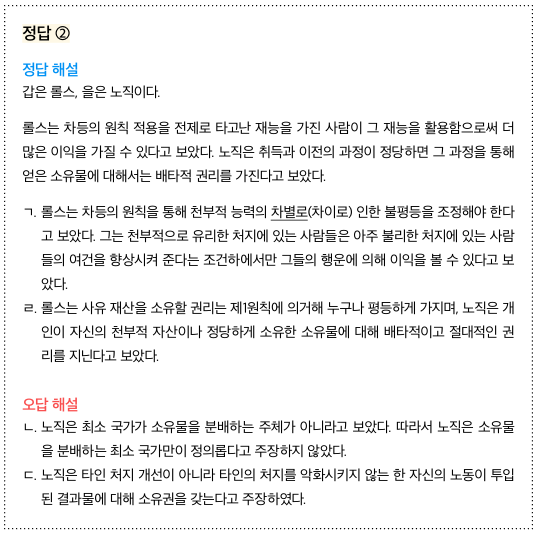 정답 ②
정답 해설
갑은 롤스, 을은 노직이다.
롤스는 차등의 원칙 적용을 전제로 타고난 재능을 가진 사람이 그 재능을 활용함으로써 더
많은 이익을 가질 수 있다고 보았다. 노직은 취득과 이전의 과정이 정당하면 그 과정을 통해
얻은 소유물에 대해서는 배타적 권리를 가진다고 보았다.
ㄱ. 롤스는 차등의 원칙을 통해 천부적 능력의 차별로(차이로) 인한 불평등을 조정해야 한다
고 보았다. 그는 천부적으로 유리한 처지에 있는 사람들은 아주 불리한 처지에 있는 사람
들의 여건을 향상시켜 준다는 조건하에서만 그들의 행운에 의해 이익을 볼 수 있다고 보
았다.
ㄹ. 롤스는 사유 재산을 소유할 권리는 제1원칙에 의거해 누구나 평등하게 가지며, 노직은 개
인이 자신의 천부적 자산이나 정당하게 소유한 소유물에 대해 배타적이고 절대적인 권
리를 지닌다고 보았다.
오답 해설
ㄴ. 노직은 최소 국가가 소유물을 분배하는 주체가 아니라고 보았다. 따라서 노직은 소유물
을 분배하는 최소 국가만이 정의롭다고 주장하지 않았다.
ㄷ. 노직은 타인 처지 개선이 아니라 타인의 처지를 악화시키지 않는 한 자신의 노동이 투입
된 결과물에 대해 소유권을 갖는다고 주장하였다.